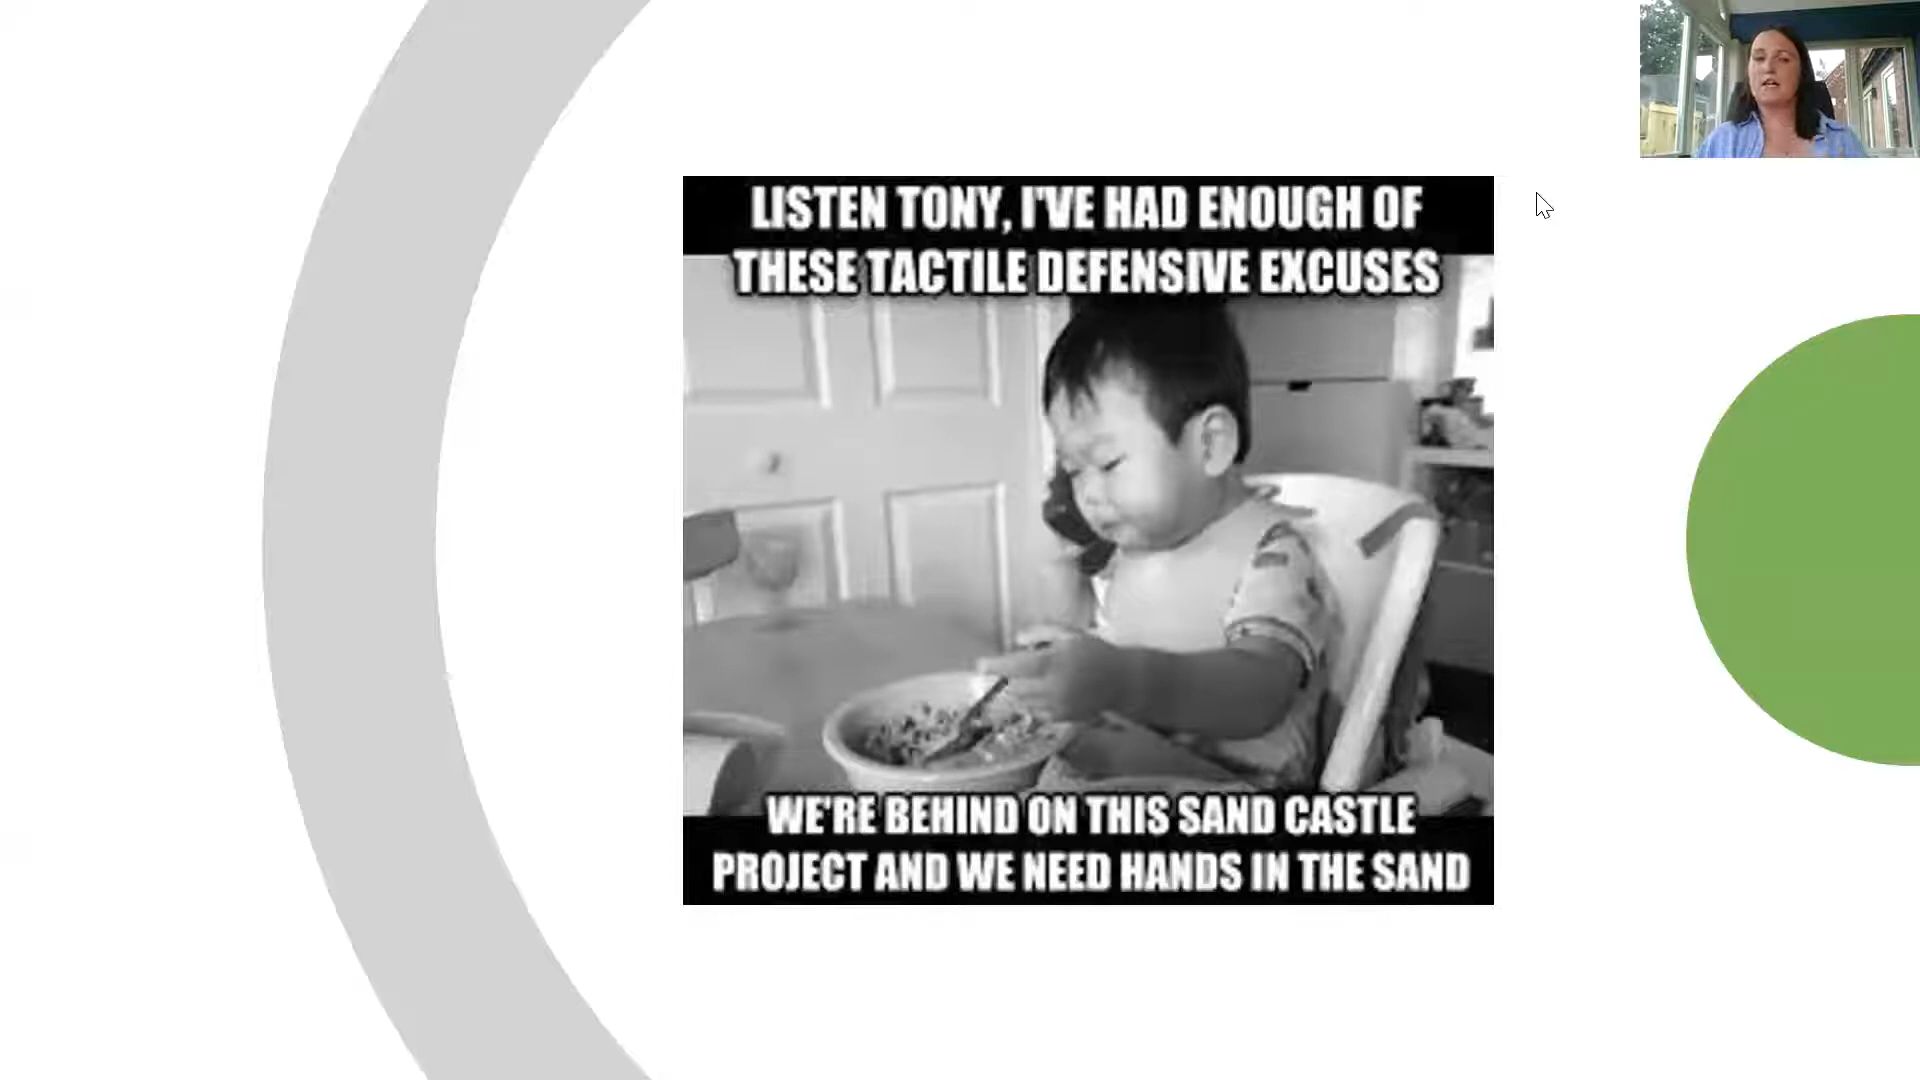 LISTEN TONY, I'VE HAD ENOUGH OF
THESE TACTILE DEFENSIVE EXCUSES
WE'RE BEHIND ON THIS SAND CASTLE
PROJECT AND WE NEED HANDS IN THE SAND